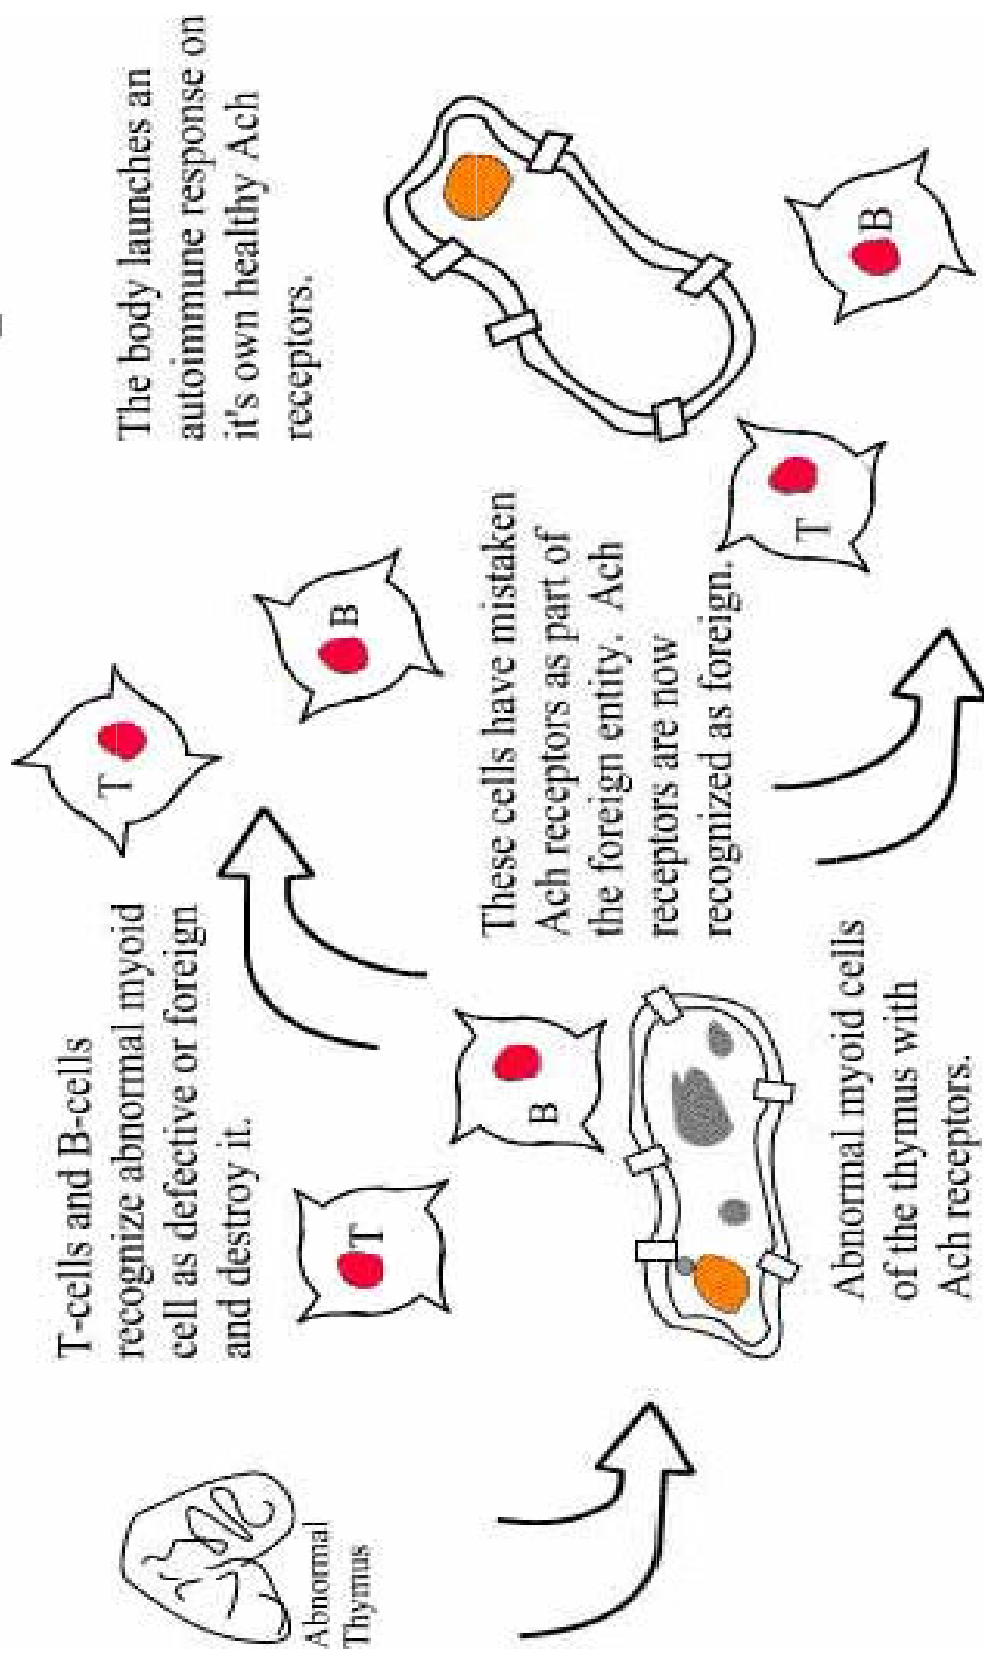 Abnormal
Thymus
T-cells and B-cells
recognize abnormal myoid
cell as defective or foreign
and destroy it.
T
B
Abnormal myoid cells
of the thymus with
Ach receptors.
T
B
These cells have mistaken
Ach receptors as part of
the foreign entity. Ach
receptors are now
recognized as foreign.
The body launches an
autoimmune response on
it's own healthy Ach
receptors.
T
B